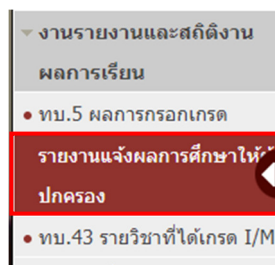 งานรายงานและสถิติงาน
ผลการเรียน
ทบ.5 ผลการกรอกเกรด
รายงานแจ้งผลการศึกษาให้
ปกครอง
ทบ.43 รายวิชาที่ได้เกรด I/M